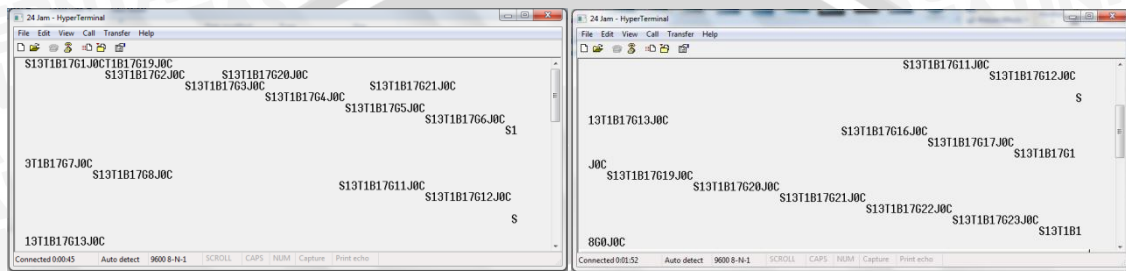 24 Jam - HyperTerminal
File Edit View Call Transfer Help
S13T1B17G1J0CT1B17G19J0C
S13T1B17G2J0C S13T1B17G20J0C
S13T1B17G3J0C S13T1B17G21J0C
S13T1B17G4J0C
S13T1B17G5J0C
S13T1B17G6J0C
S1
3T1B17G7J0C
S13T1B17G8J0C
S13T1B17G11J0C
S13T1B17G12J0C
S
13T1B17G13J0C
Connected 0:00:45 Auto detect 9600 8-N-1 SCROLL CAPS NUM Capture Print echo
24 Jam - HyperTerminal
File Edit View Call Transfer Help
S13T1B17G11J0C
S13T1B17G12J0C
S
13T1B17G13J0C
S13T1B17G16J0C
S13T1B17G17J0C
S13T1B17G1
J0C
S13T1B17G19J0C
S13T1B17G20J0C
S13T1B17G21J0C
S13T1B17G22J0C
S13T1B17G23J0C
S13T1B1
8G0J0C
Connected 0:01:52 Auto detect 9600 8-N-1 SCROLL CAPS NUM Capture Print echo